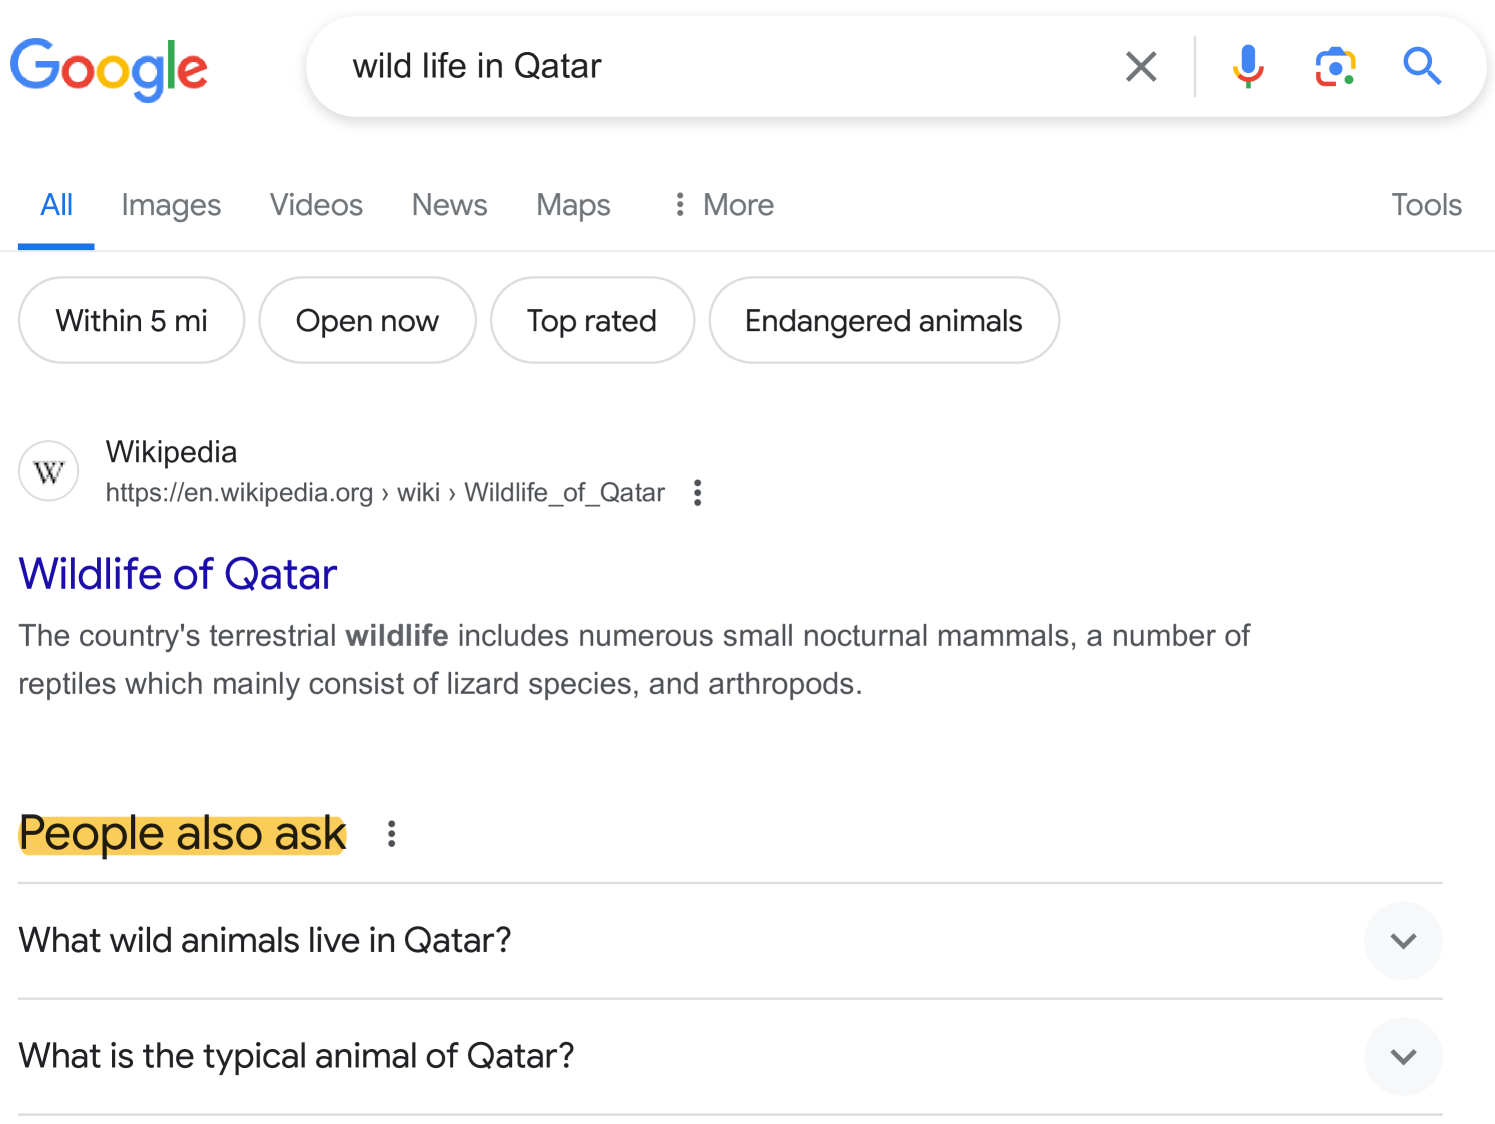 Google
wild life in Qatar
All Images Videos News Maps More Tools
Within 5 mi Open now Top rated Endangered animals
W
Wikipedia
https://en.wikipedia.org › wiki › Wildlife_of_Qatar
Wildlife of Qatar
The country's terrestrial wildlife includes numerous small nocturnal mammals, a number of
reptiles which mainly consist of lizard species, and arthropods.
People also ask
What wild animals live in Qatar?
What is the typical animal of Qatar?